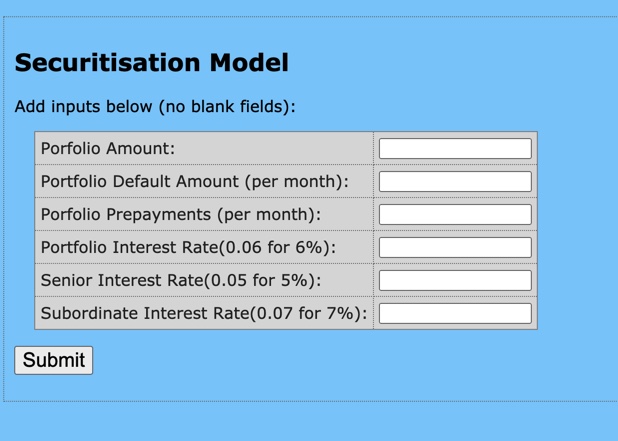 Securitisation Model
Add inputs below (no blank fields):
Porfolio Amount:
Portfolio Default Amount (per month):
Porfolio Prepayments (per month):
Portfolio Interest Rate(0.06 for 6%):
Senior Interest Rate(0.05 for 5%):
Subordinate Interest Rate(0.07 for 7%):
Submit